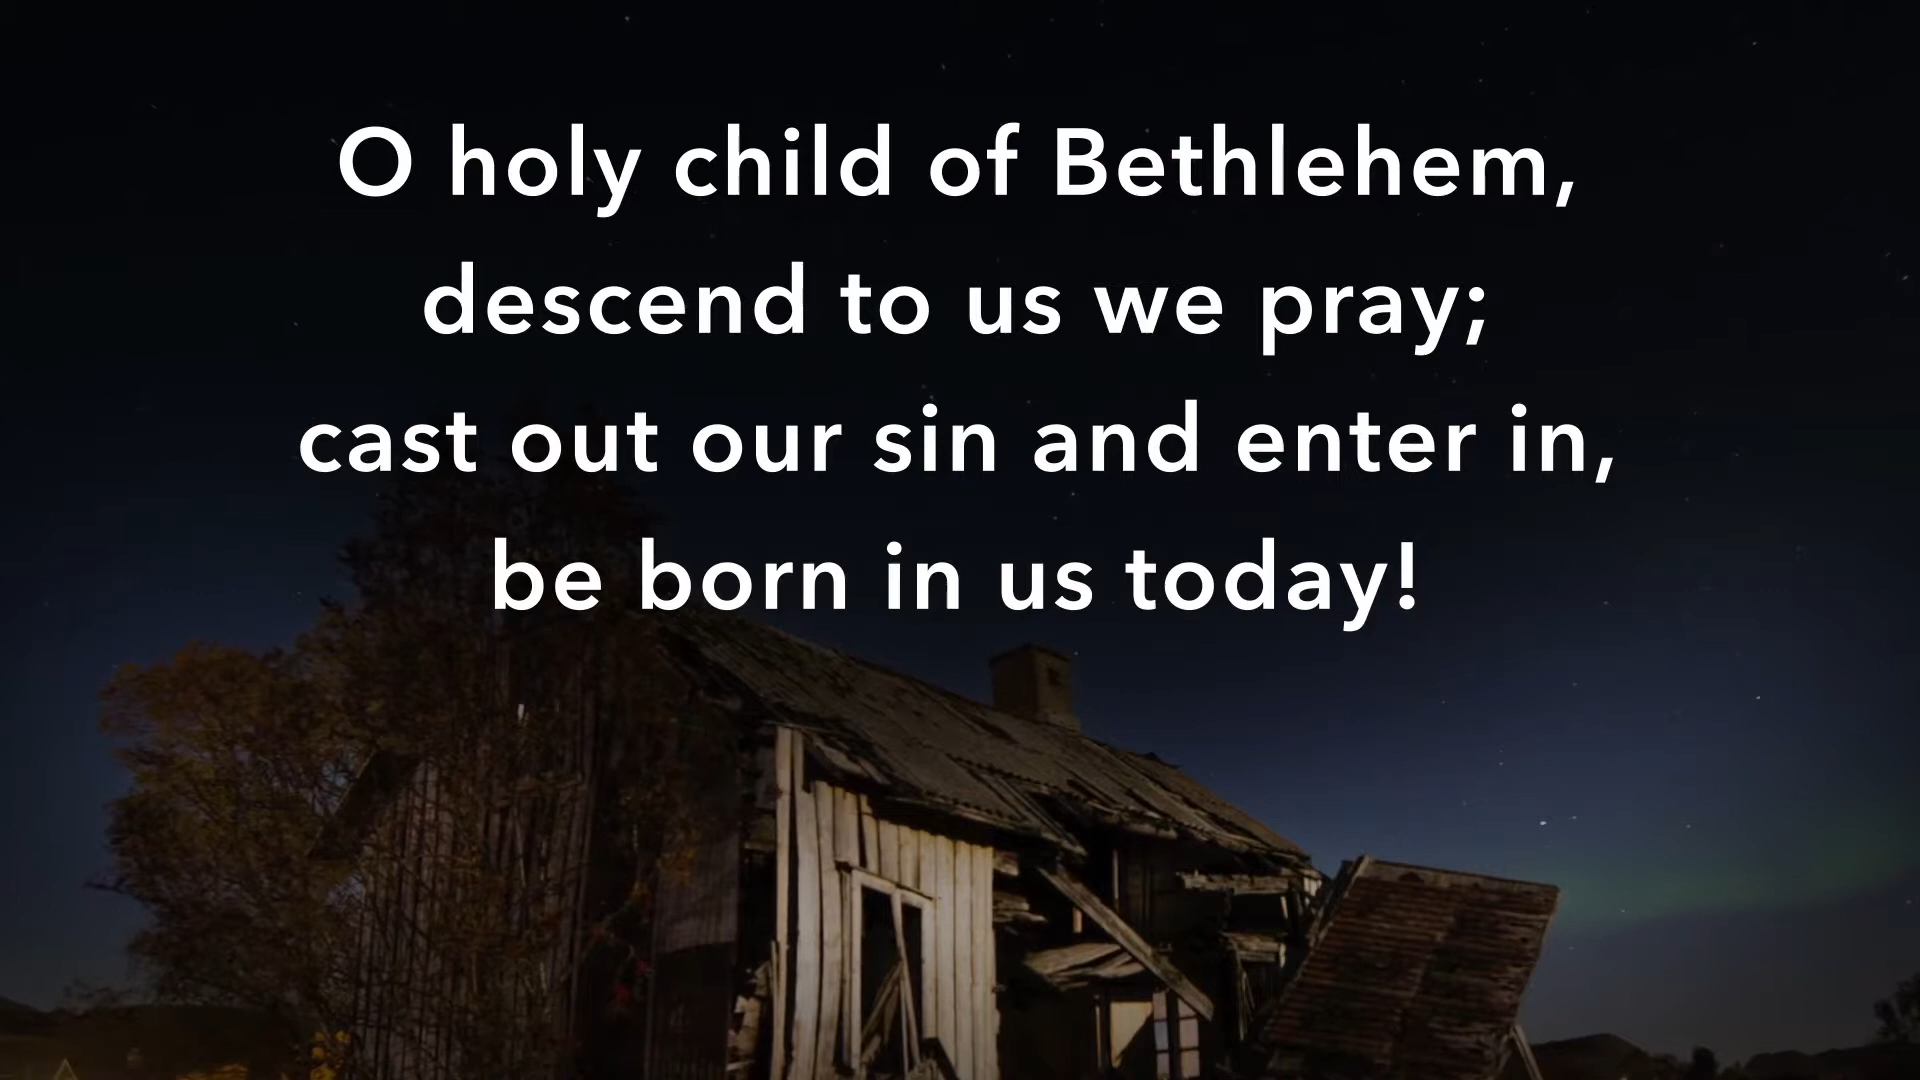 O holy child of Bethlehem,
descend to us we pray;
cast out our sin and enter in,
be born in us today!